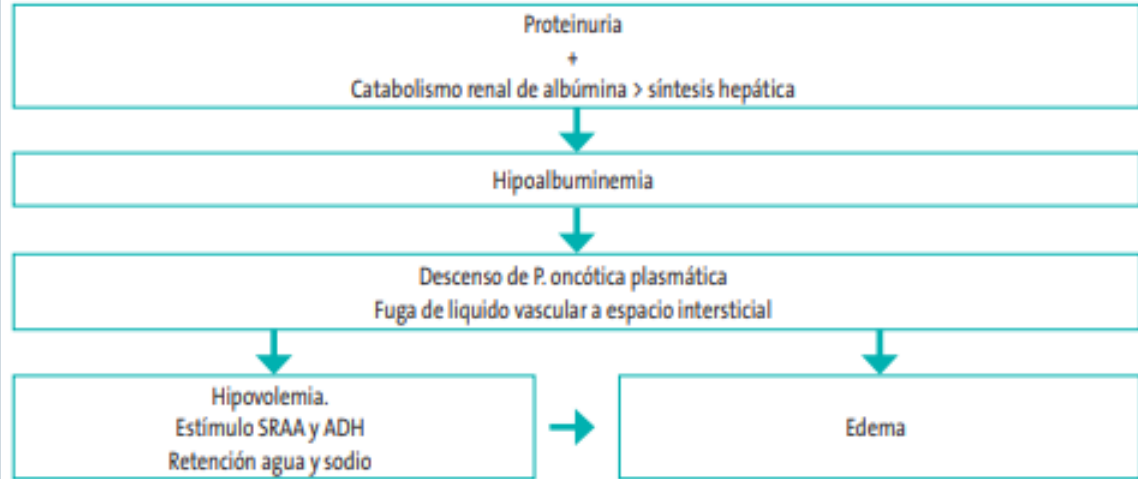 Proteinuria
+
Catabolismo renal de albúmina > síntesis hepática
Hipoalbuminemia
Descenso de P. oncótica plasmática
Fuga de liquido vascular a espacio intersticial
Hipovolemia.
Estímulo SRAA y ADH
Retención agua y sodio
Edema